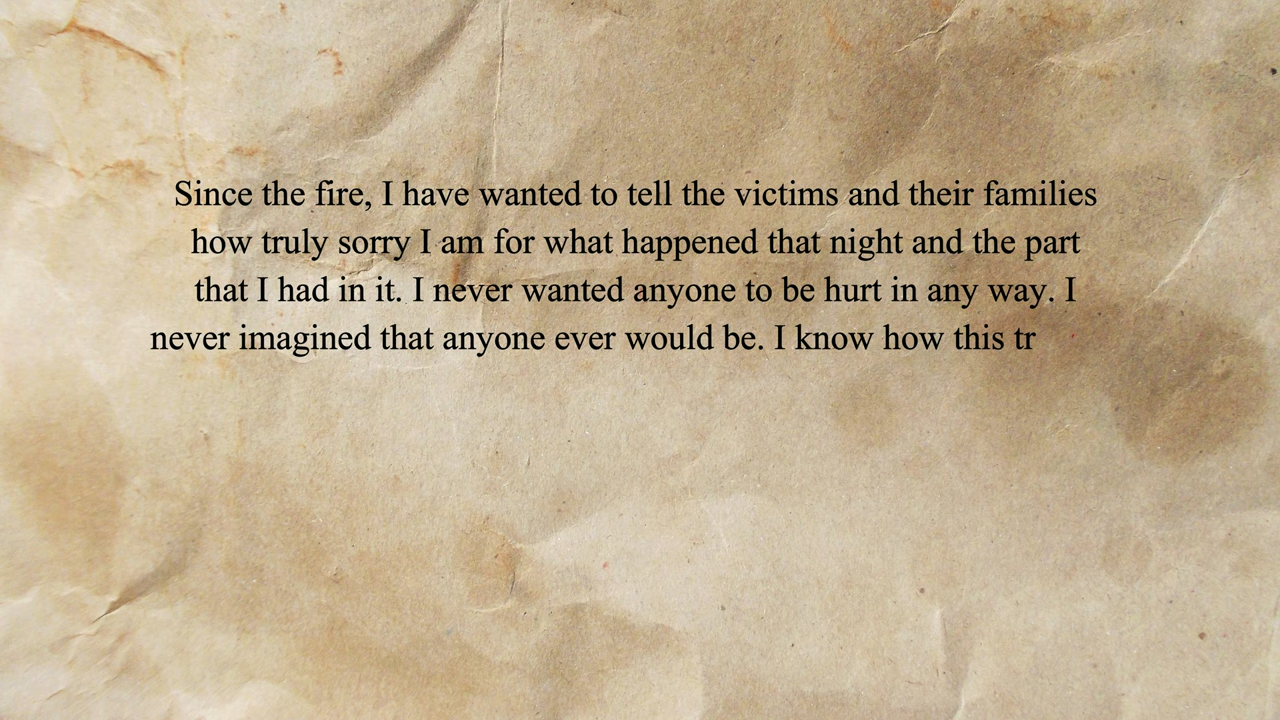 Since the fire, I have wanted to tell the victims and their families
how truly sorry I am for what happened that night and the part
that I had in it. I never wanted anyone to be hurt in any way. I
never imagined that anyone ever would be. I know how this tr